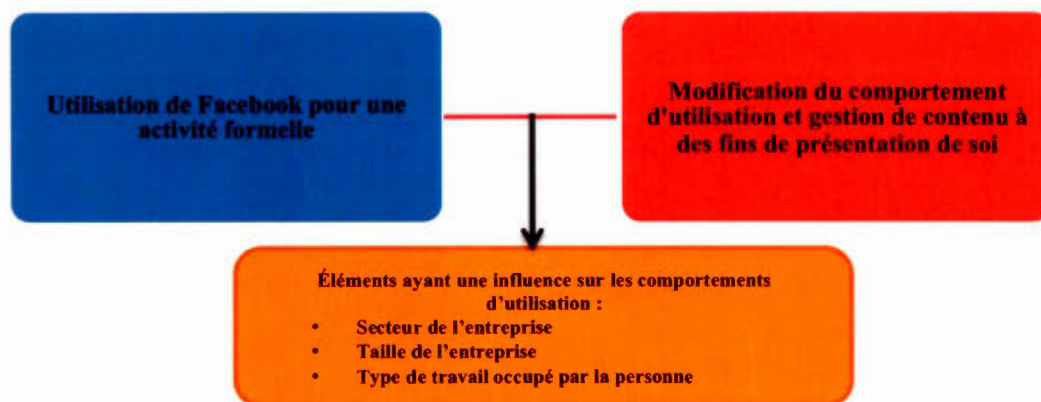 Utilisation de Facebook pour une
activité formelle
Modification du comportement
d'utilisation et gestion de contenu à
des fins de présentation de soi
Éléments ayant une influence sur les comportements
d'utilisation :
• Secteur de l'entreprise
• Taille de l'entreprise
• Type de travail occupé par la personne